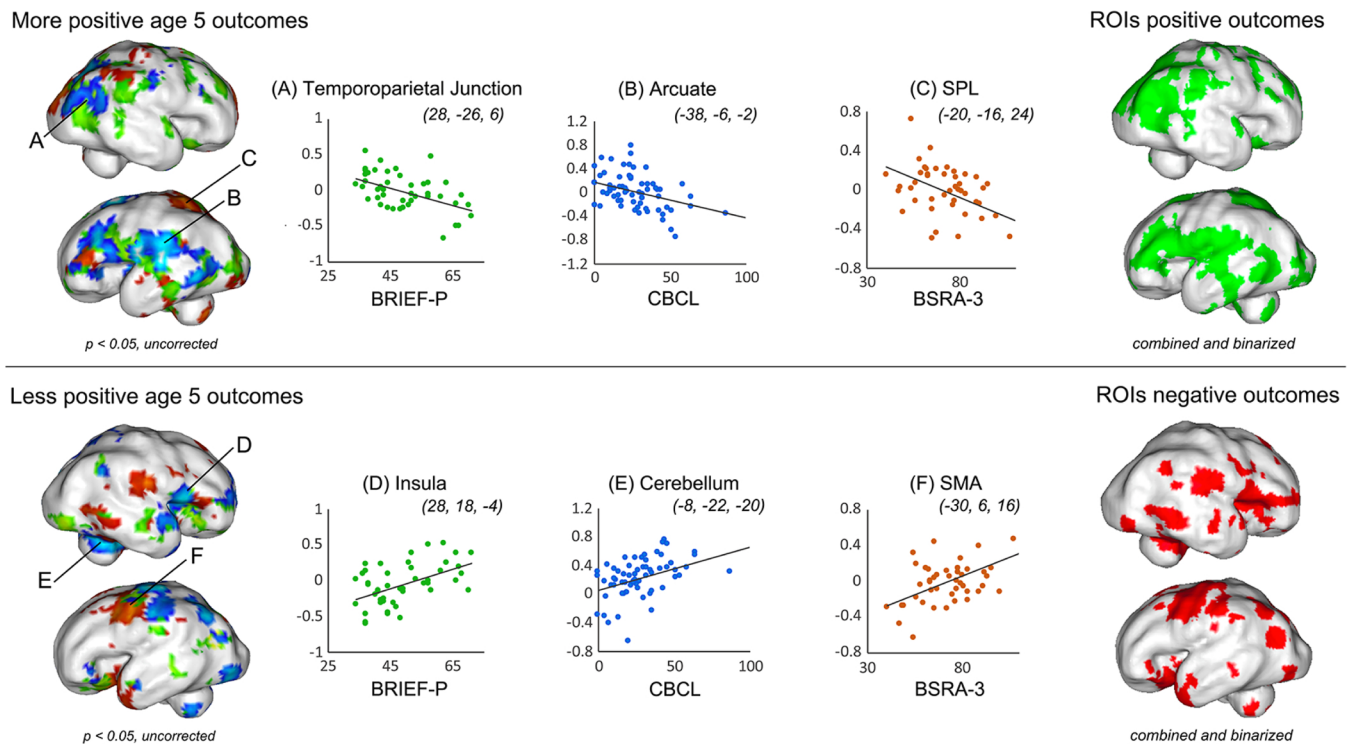 More positive age 5 outcomes
ROIs positive outcomes
A
C
B
p < 0.05, uncorrected
(A) Temporoparietal Junction
(28, -26, 6)
1
0.5
0
-0.5
-1
25
45
65
BRIEF-P
(B) Arcuate
(-38, -6, -2)
1.2
0.8
0.4
0
-0.4
-0.8
-1.2
0
50
100
CBCL
(C) SPL
(-20, -16, 24)
0.8
0.4
0
-0.4
-0.8
30
80
BSRA-3
combined and binarized
Less positive age 5 outcomes
ROIs negative outcomes
D
E
F
p < 0.05, uncorrected
(D) Insula
(28, 18, -4)
1
0.5
0
-0.5
-1
25
45
65
BRIEF-P
(E) Cerebellum
(-8, -22, -20)
1.2
0.8
0.4
0
-0.4
-0.8
0
50
100
CBCL
(F) SMA
(-30, 6, 16)
0.8
0.4
0
-0.4
-0.8
30
80
BSRA-3
combined and binarized